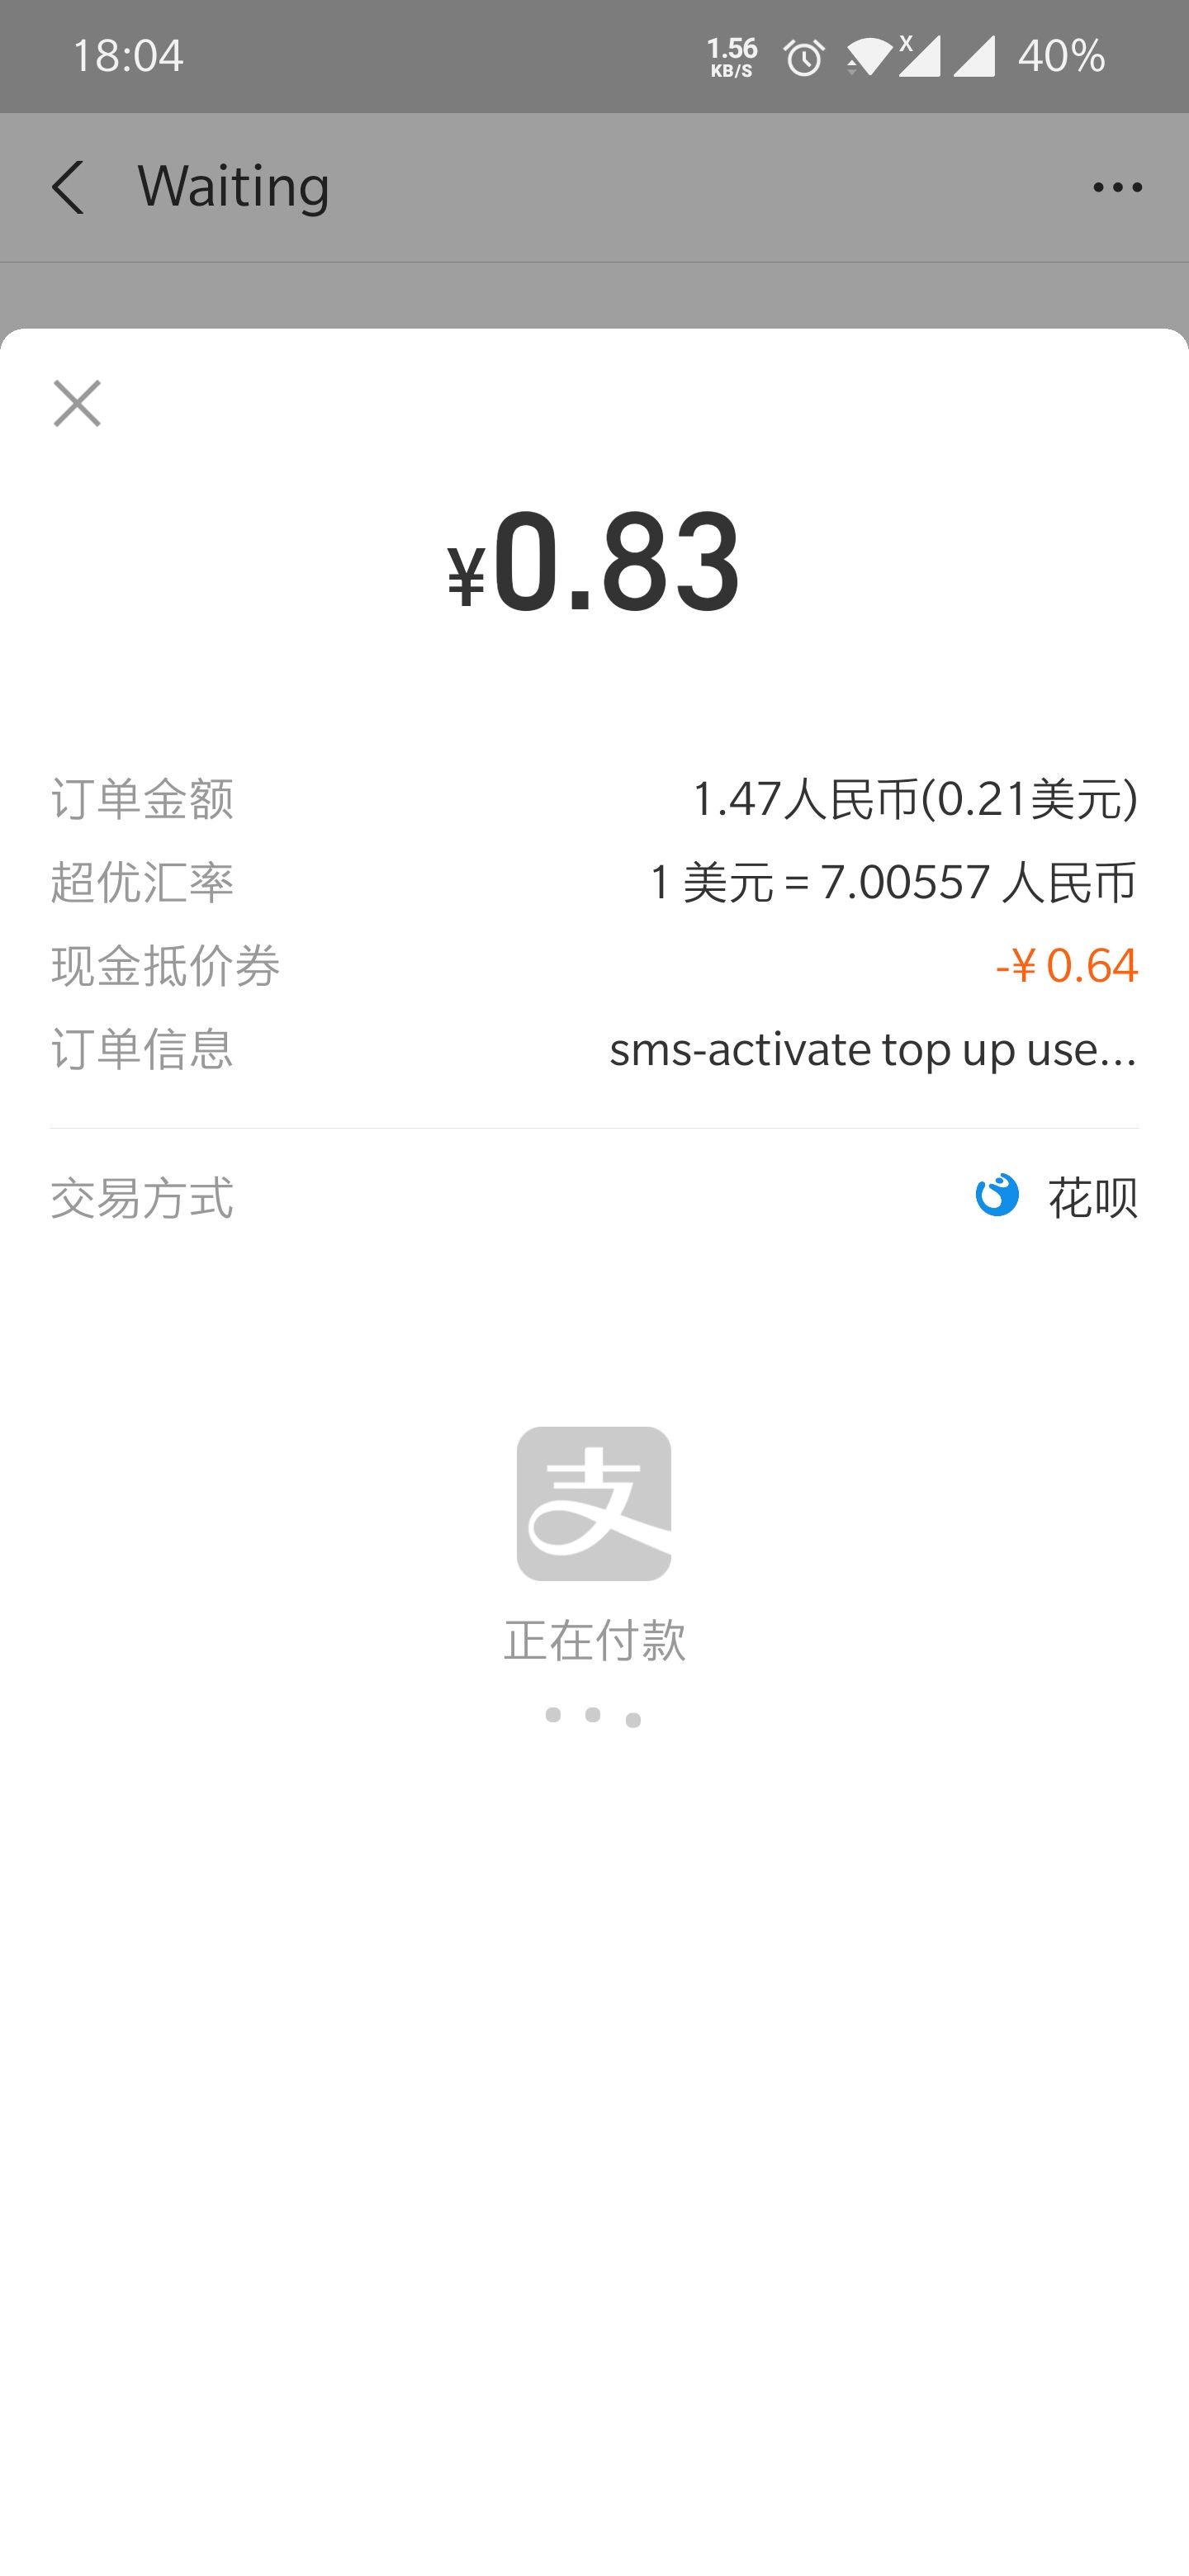 18:04 1.56 KB/S X 40%
Waiting
¥0.83
订单金额 1.47人民币(0.21美元)
超优汇率 1 美元 = 7.00557 人民币
现金抵价券 -¥ 0.64
订单信息 sms-activate top up use...
交易方式 花呗
支
正在付款